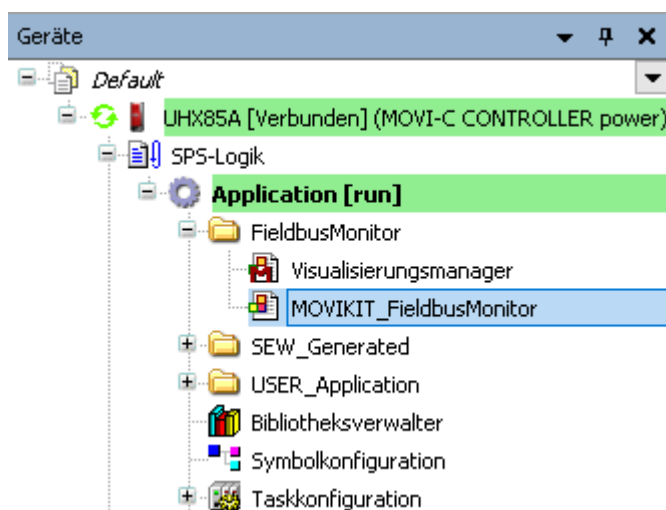 Geräte
Default
UHX85A [Verbunden] (MOVI-C CONTROLLER power)
SPS-Logik
Application [run]
FieldbusMonitor
Visualisierungsmanager
MOVIKIT_FieldbusMonitor
SEW_Generated
USER_Application
Bibliotheksverwalter
Symbolkonfiguration
Taskkonfiguration